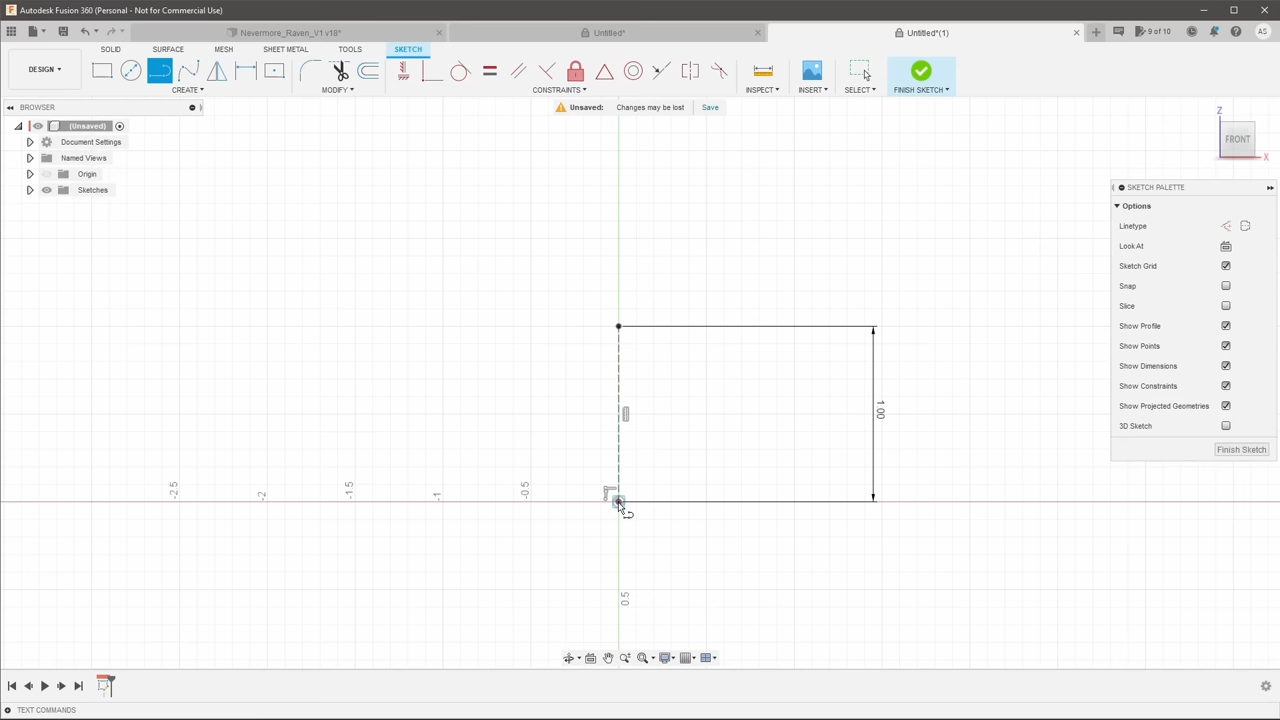 Autodesk Fusion 360 (Personal - Not for Commercial Use)
Nevermore_Raven_V1 v18*
Untitled*
Untitled*(1)
9 of 10
AS
DESIGN
SOLID
SURFACE
MESH
SHEET METAL
TOOLS
SKETCH
CREATE
MODIFY
CONSTRAINTS
INSPECT
INSERT
SELECT
FINISH SKETCH
BROWSER
Unsaved: Changes may be lost Save
(Unsaved)
Document Settings
Named Views
Origin
Sketches
Z
FRONT
X
SKETCH PALETTE
Options
Linetype
Look At
Sketch Grid
Snap
Slice
Show Profile
Show Points
Show Dimensions
Show Constraints
Show Projected Geometries
3D Sketch
Finish Sketch
1.00
-2.5
-2
-1.5
-1
-0.5
0.5
TEXT COMMANDS